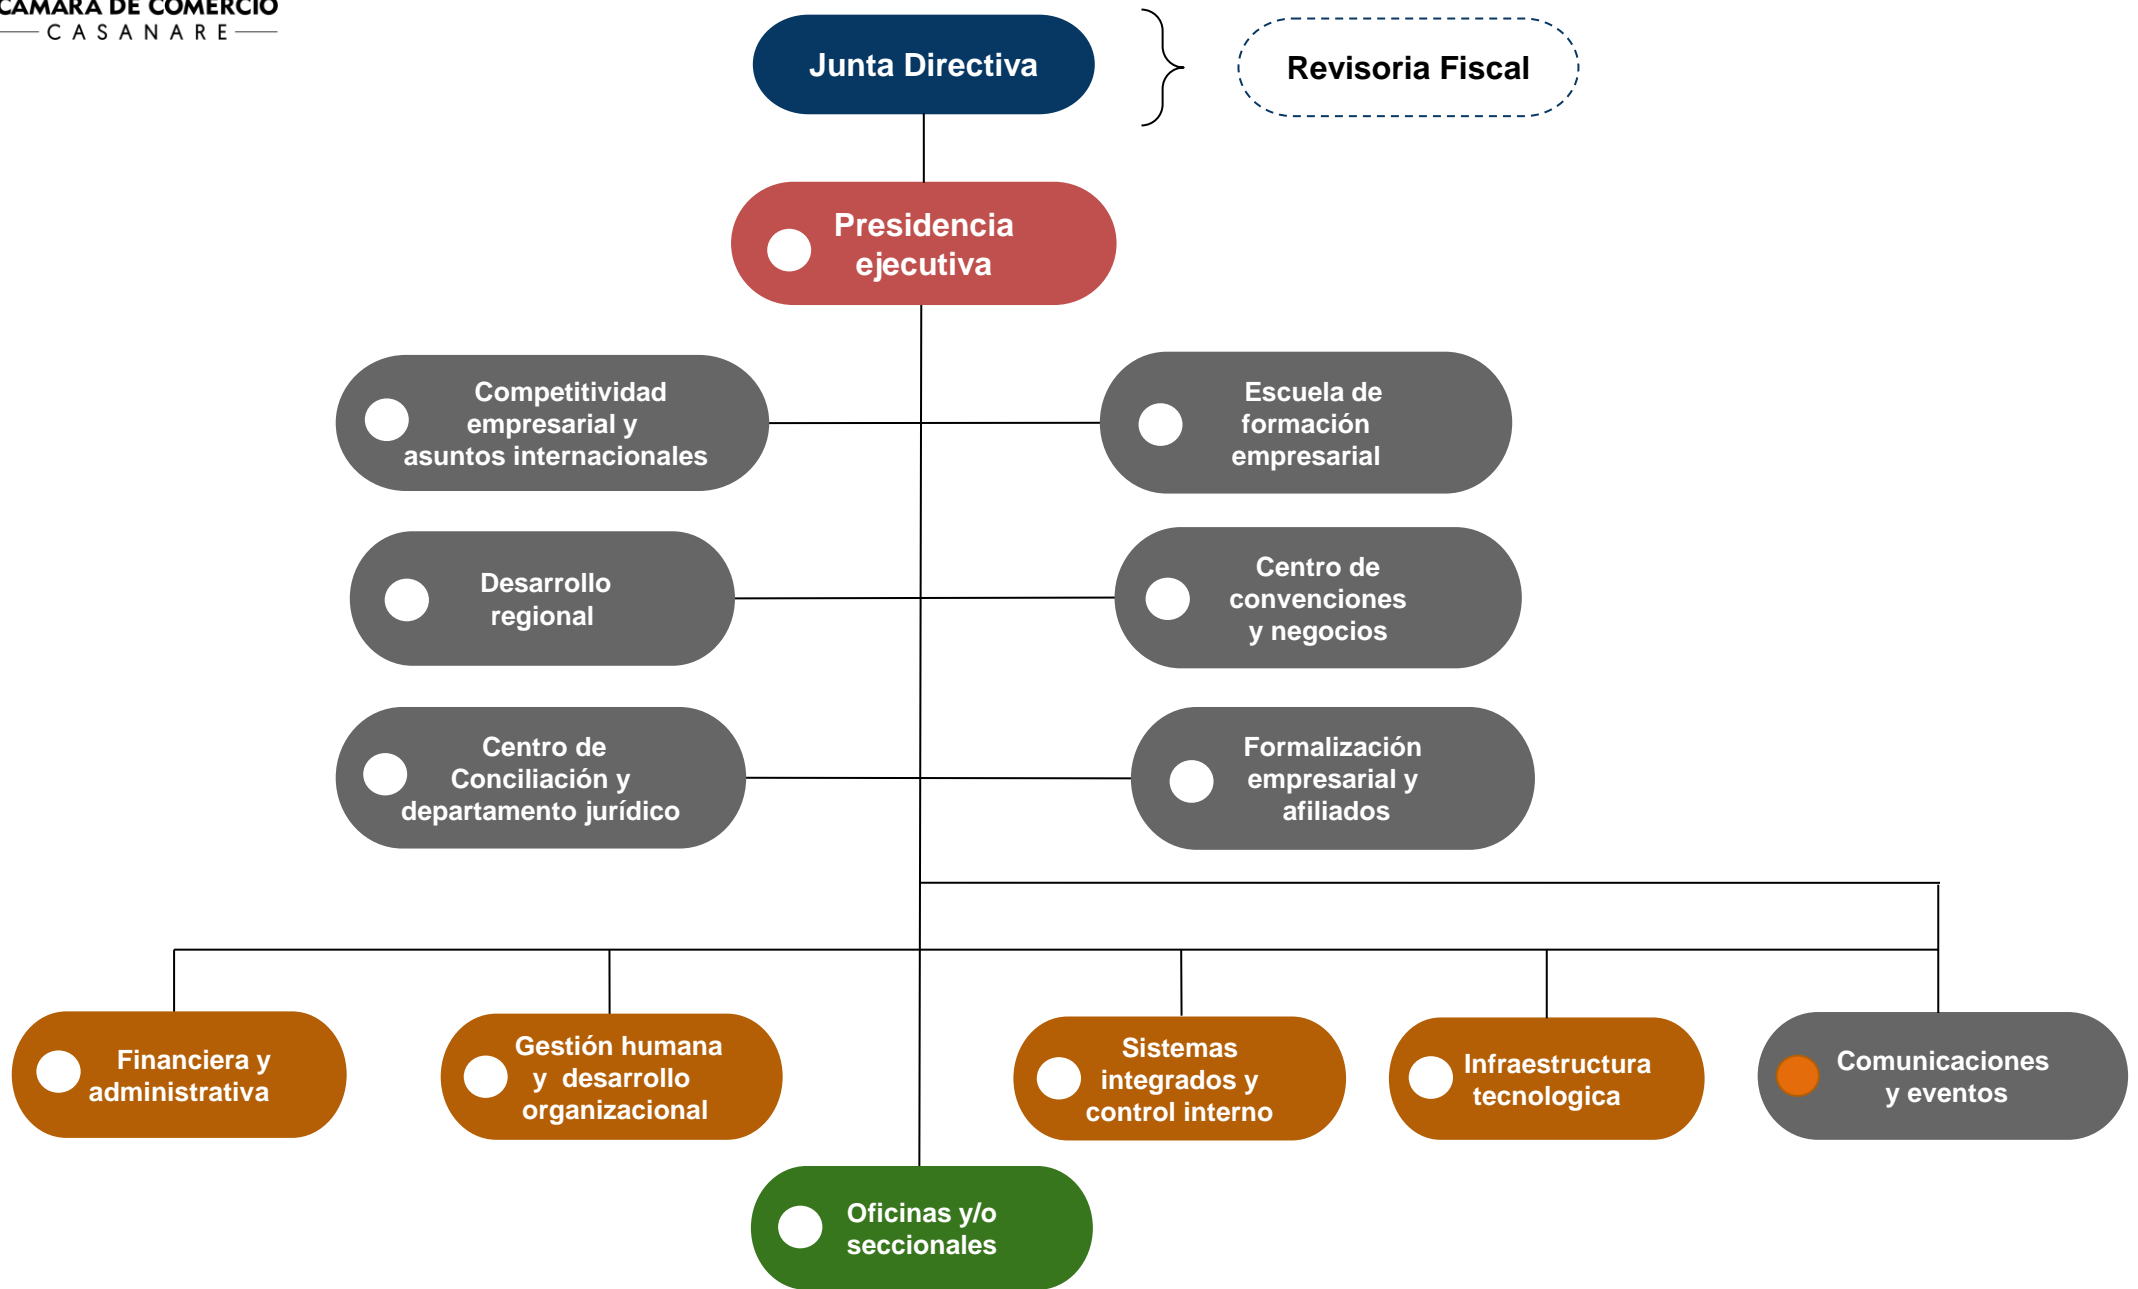 CAMARA DE COMERCIO
CASANARE
Junta Directiva
Revisoria Fiscal
Presidencia
ejecutiva
Competitividad
empresarial y
asuntos internacionales
Escuela de
formación
empresarial
Desarrollo
regional
Centro de
convenciones
y negocios
Centro de
Conciliación y
departamento jurídico
Formalización
empresarial y
afiliados
Financiera y
administrativa
Gestión humana
y desarrollo
organizacional
Sistemas
integrados y
control interno
Infraestructura
tecnologica
Comunicaciones
y eventos
Oficinas y/o
seccionales